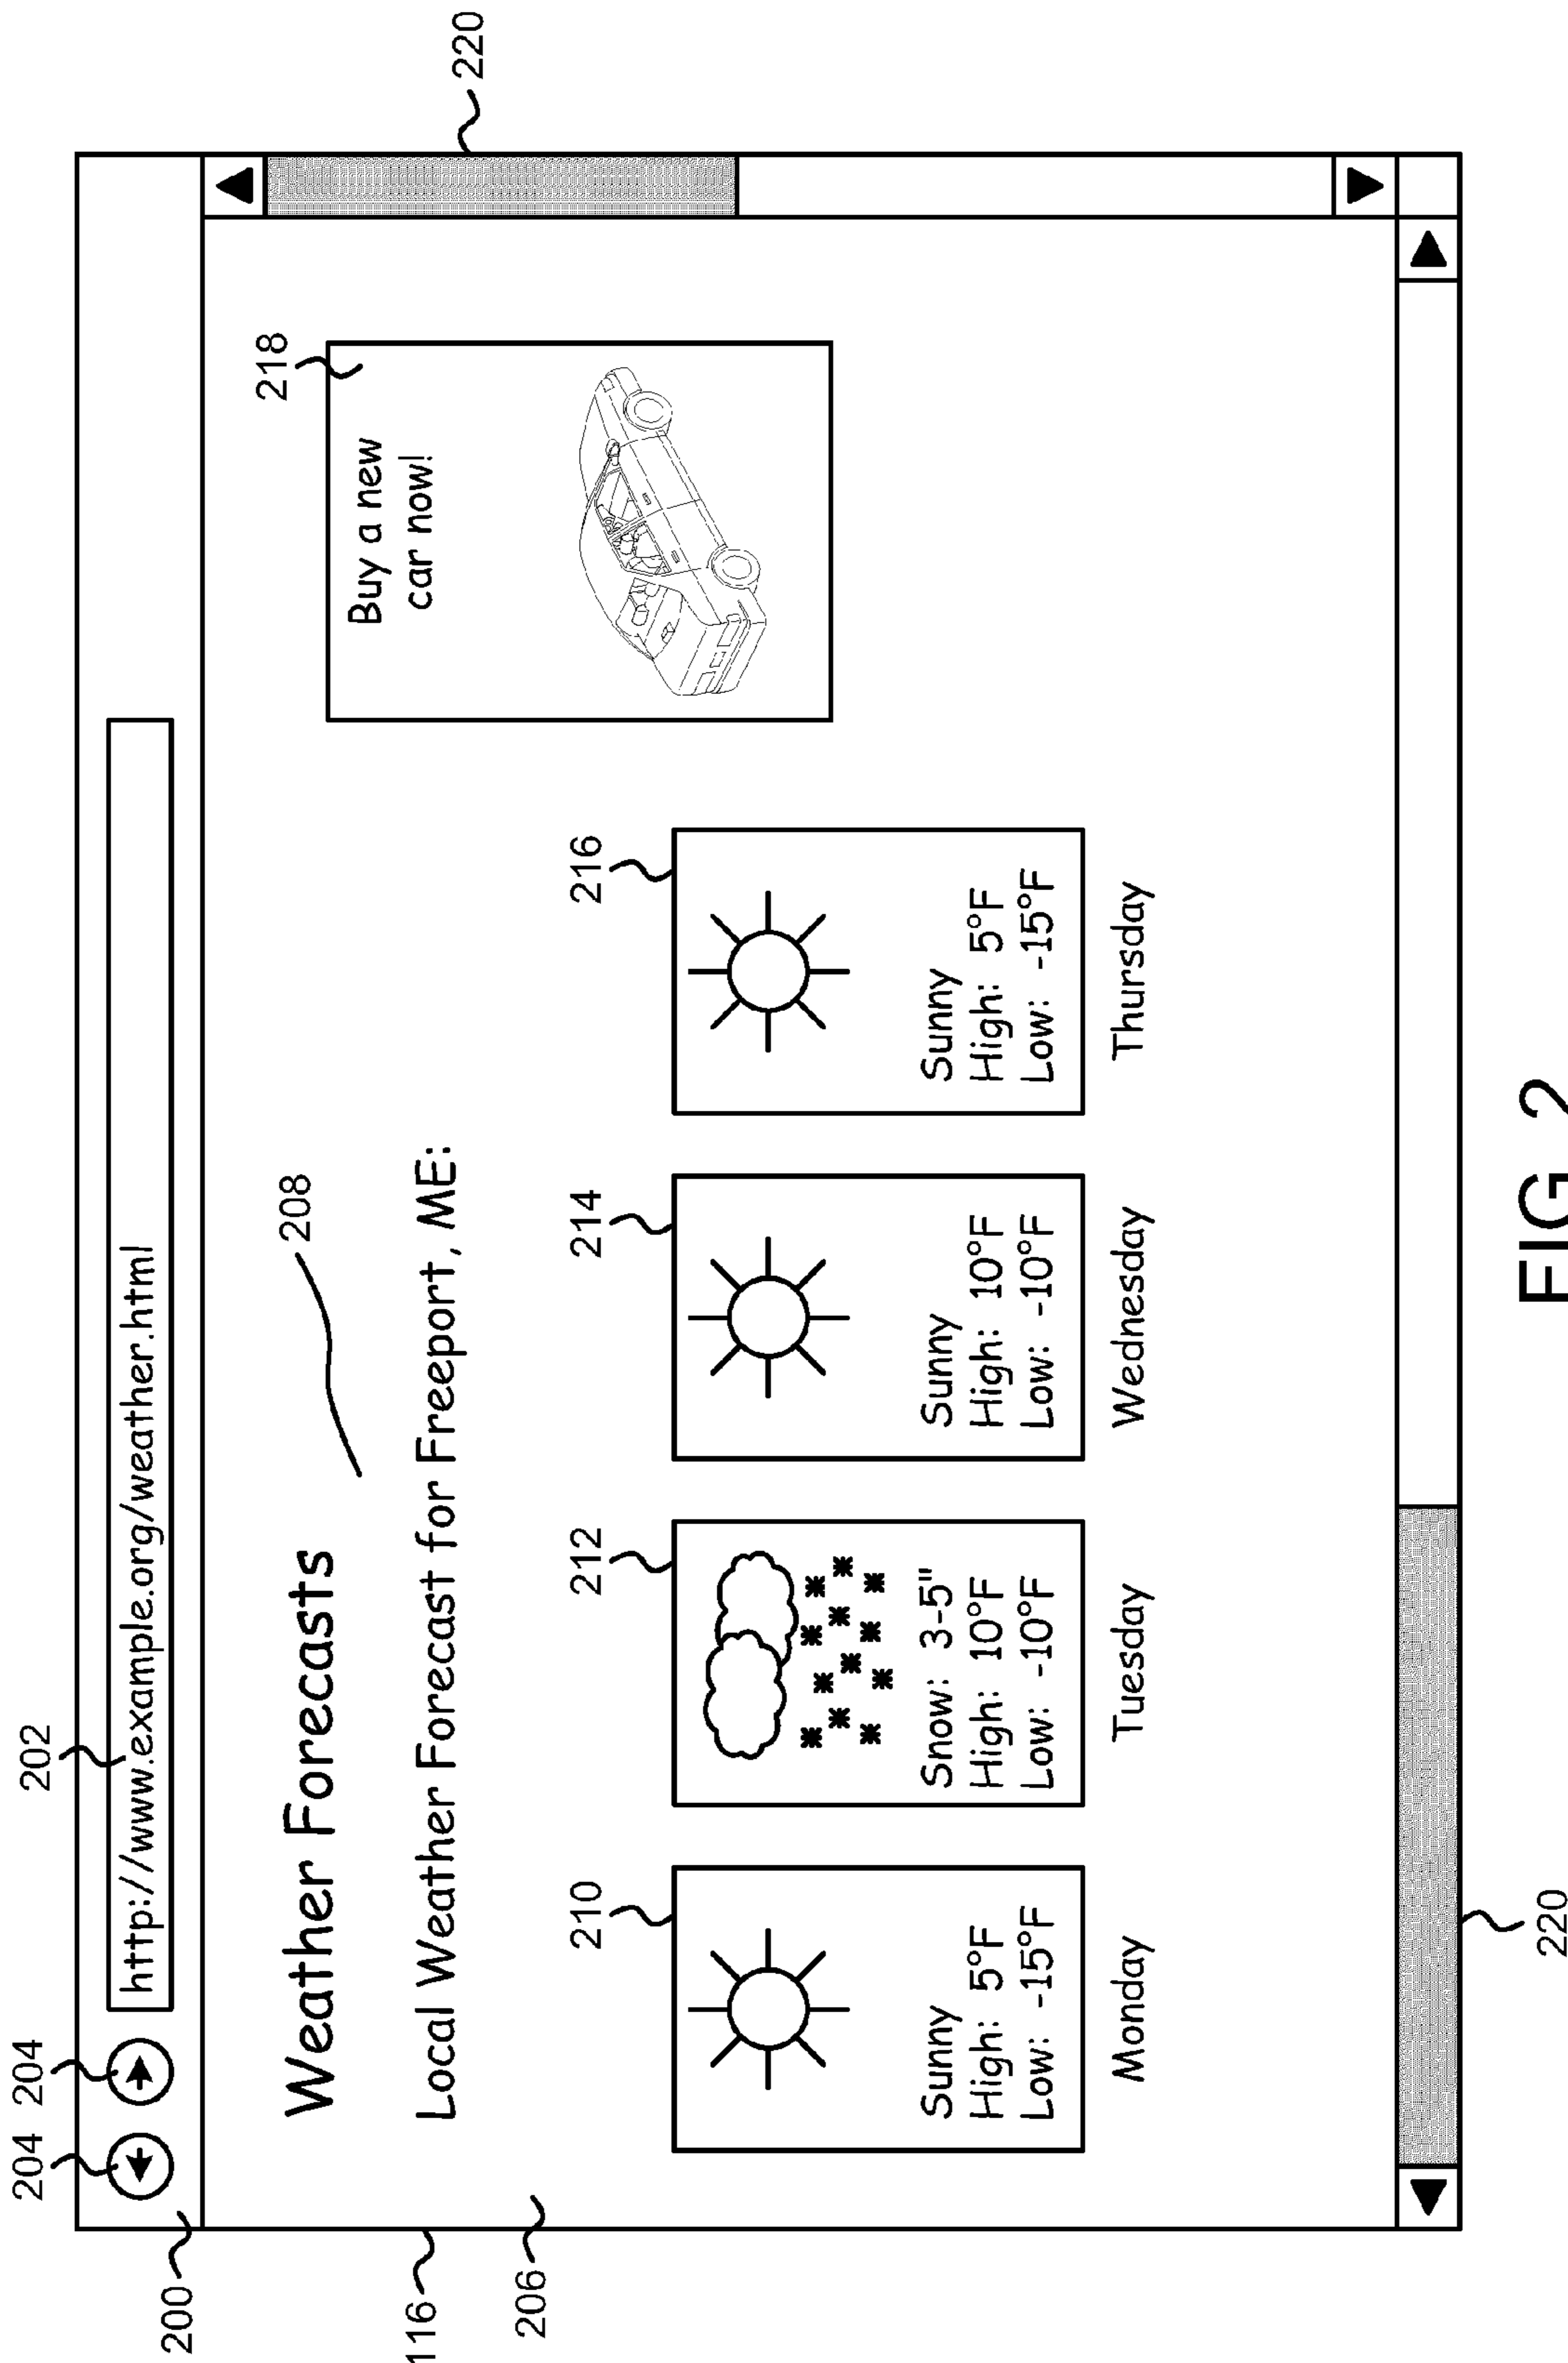 204 204 202
http://www.example.org/weather.html
200
116
206
220
Weather Forecasts
208
218
Buy a new
car now!
Local Weather Forecast for Freeport, ME:
210
Sunny
High: 5°F
Low: -15°F
Monday
212
Snow: 3-5"
High: 10°F
Low: -10°F
Tuesday
214
Sunny
High: 10°F
Low: -10°F
Wednesday
216
Sunny
High: 5°F
Low: -15°F
Thursday
220
FIG. 2